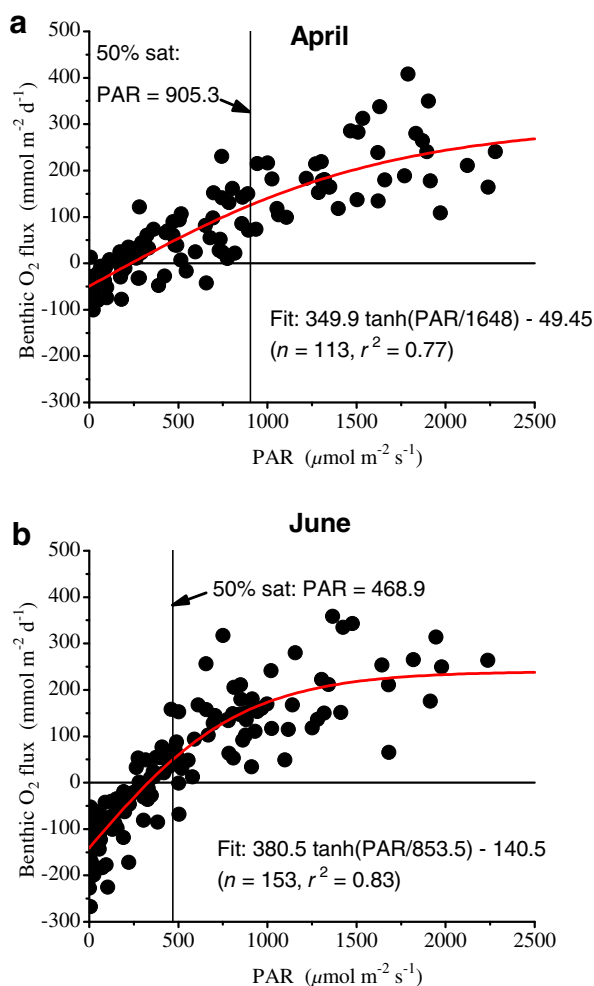 a
April
50% sat:
PAR = 905.3
500
400
300
200
100
0
-100
-200
-300
Benthic O2 flux (mmol m-2 d-1)
Fit: 349.9 tanh(PAR/1648) - 49.45
(n = 113, r2 = 0.77)
0 500 1000 1500 2000 2500
PAR (μmol m-2 s-1)
b
June
50% sat: PAR = 468.9
500
400
300
200
100
0
-100
-200
-300
Benthic O2 flux (mmol m-2 d-1)
Fit: 380.5 tanh(PAR/853.5) - 140.5
(n = 153, r2 = 0.83)
0 500 1000 1500 2000 2500
PAR (μmol m-2 s-1)